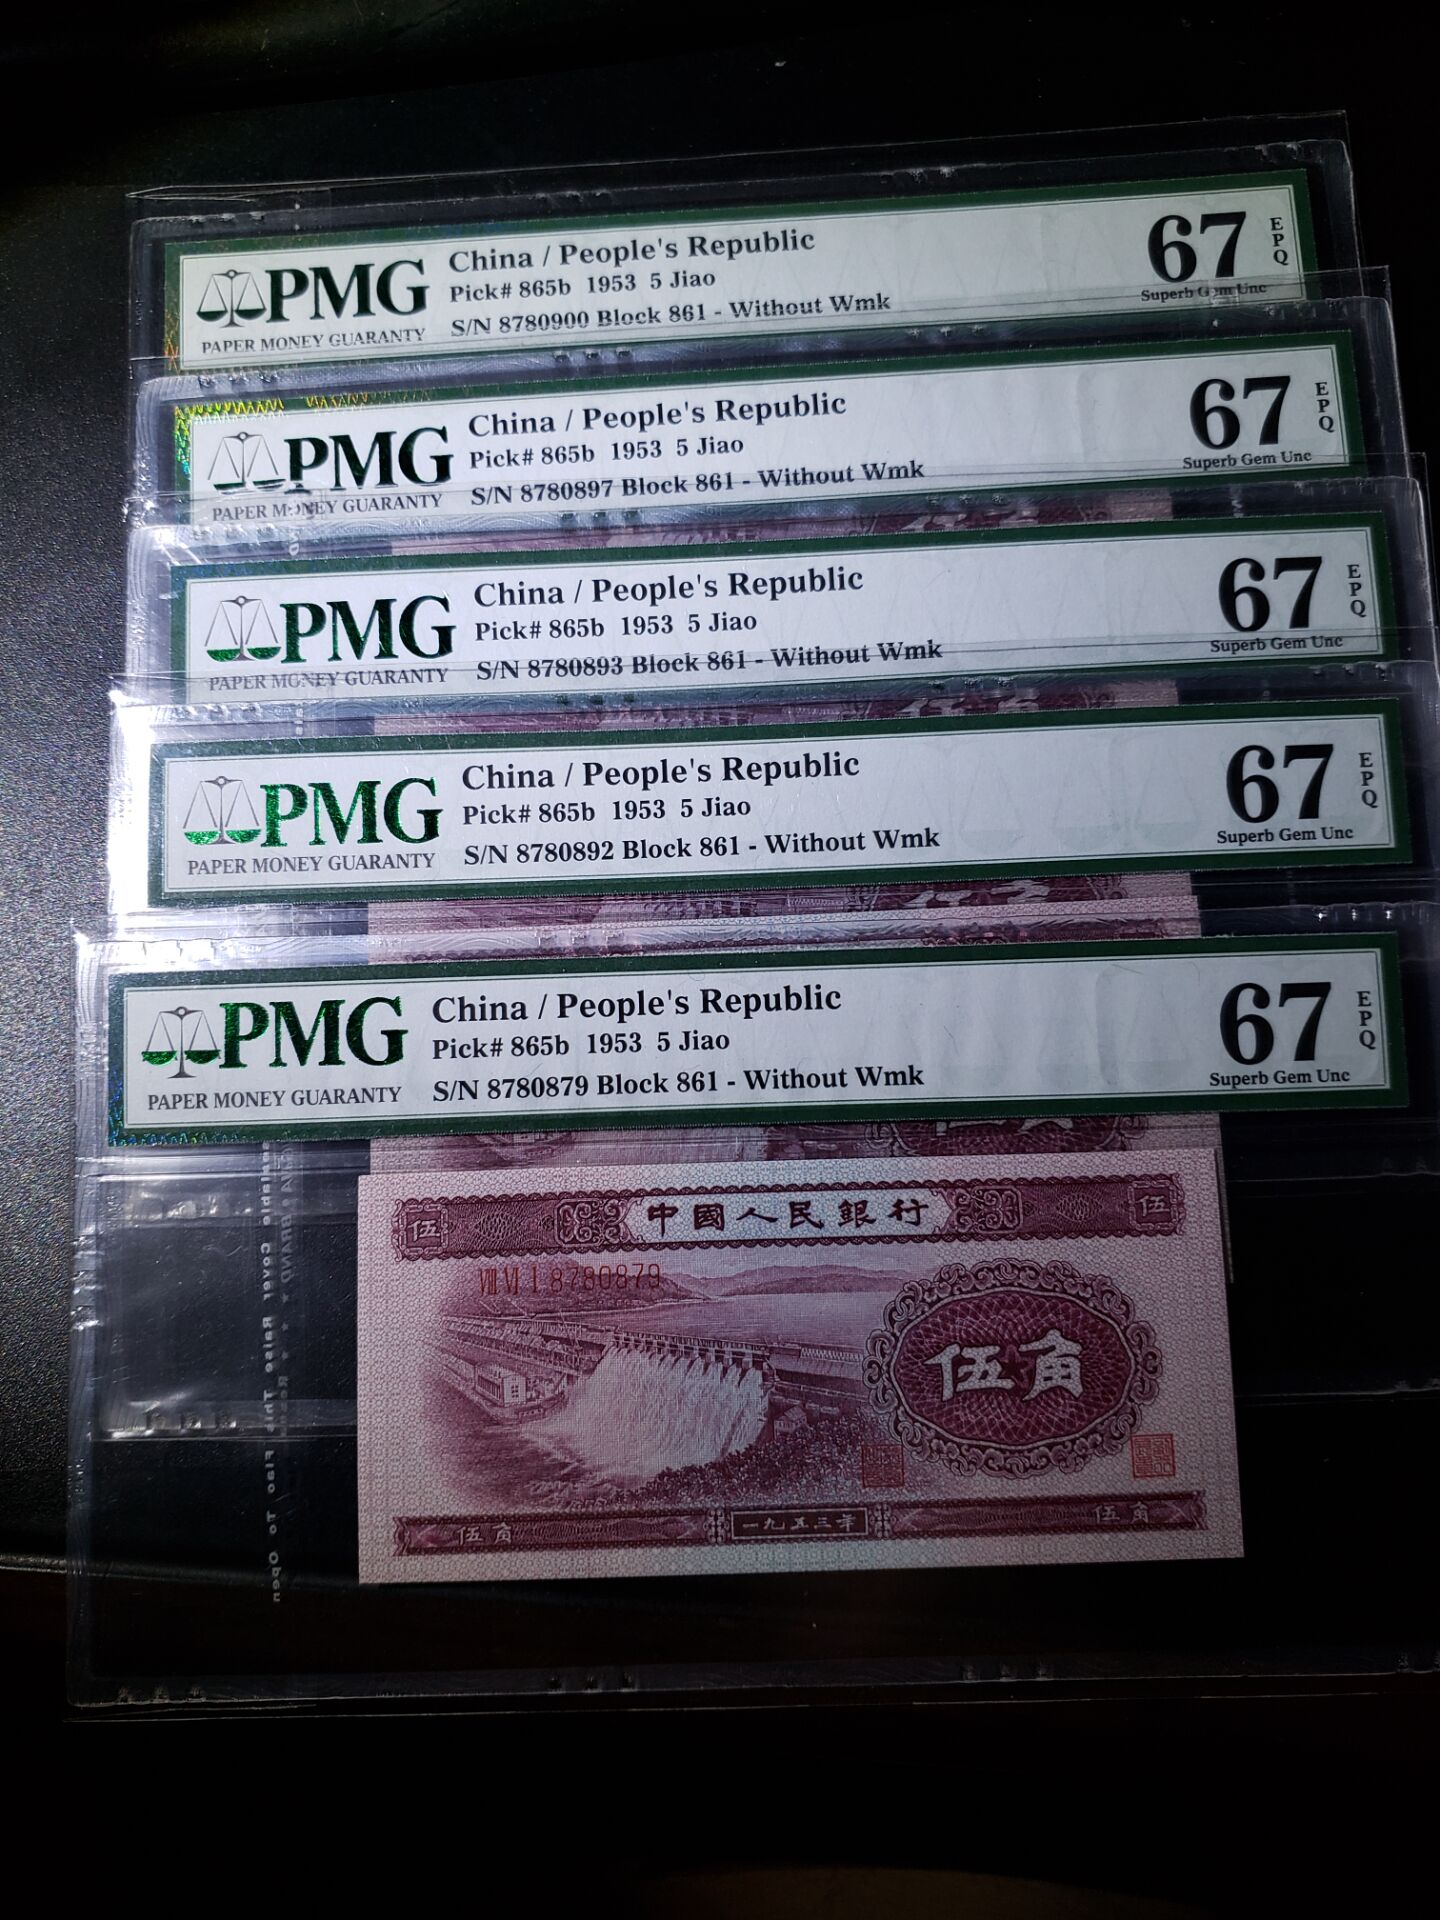 PMG
PAPER MONEY GUARANTY
China / People's Republic
Pick# 865b 1953 5 Jiao
S/N 8780900 Block 861 - Without Wmk
67
EPQ
Superb Gem Unc
PMG
PAPER MONEY GUARANTY
China / People's Republic
Pick# 865b 1953 5 Jiao
S/N 8780897 Block 861 - Without Wmk
67
EPQ
Superb Gem Unc
PMG
PAPER MONEY GUARANTY
China / People's Republic
Pick# 865b 1953 5 Jiao
S/N 8780893 Block 861 - Without Wmk
67
EPQ
Superb Gem Unc
PMG
PAPER MONEY GUARANTY
China / People's Republic
Pick# 865b 1953 5 Jiao
S/N 8780892 Block 861 - Without Wmk
67
EPQ
Superb Gem Unc
PMG
PAPER MONEY GUARANTY
China / People's Republic
Pick# 865b 1953 5 Jiao
S/N 8780879 Block 861 - Without Wmk
67
EPQ
Superb Gem Unc
伍 中國人民銀行 伍
VIII VI I 8780879
伍角
伍角 一九五三年 伍角
Cover Raise This Flap To Open